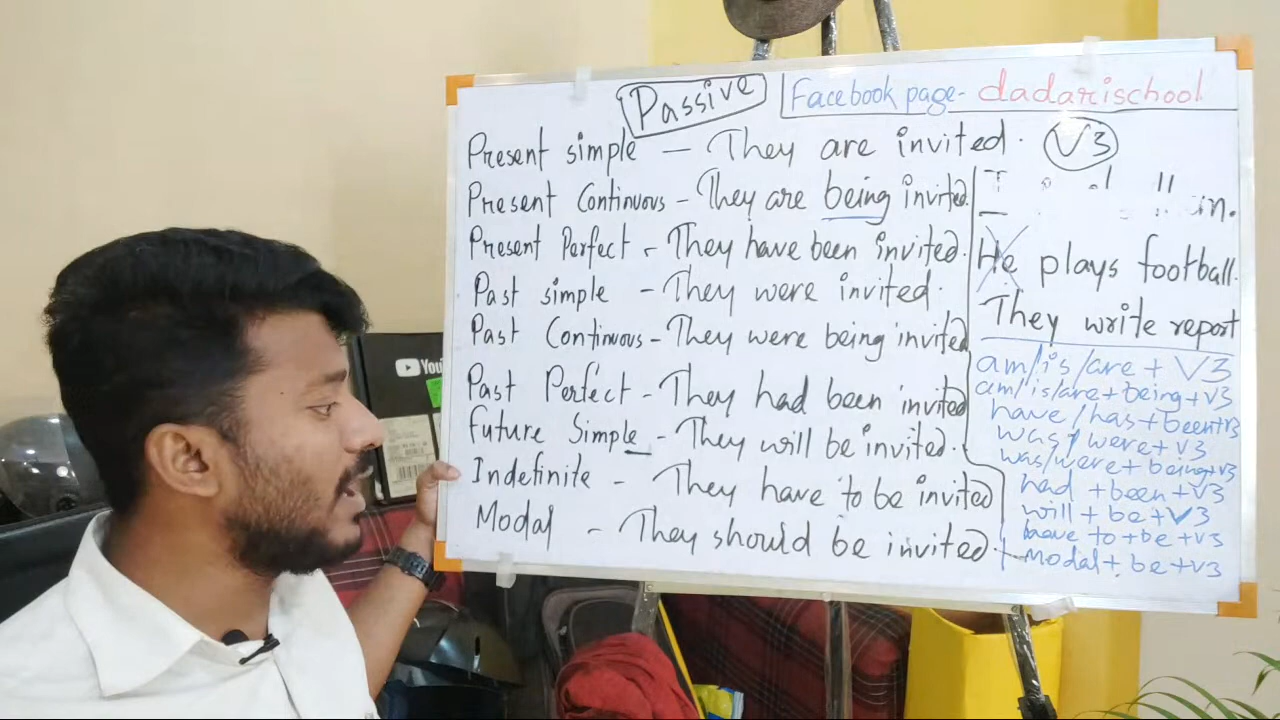 Passive
Facebook page- dadarischool
Present simple – They are invited. V3
Present Continuous – They are being invited.
Present Perfect - They have been invited.
Past simple - They were invited.
Past Continuous - They were being invited
Past Perfect - They had been invited
Future Simple - They will be invited.
Indefinite - They have to be invited
Modal - They should be invited
in.
He plays football.
They write report
am/is/are + V3
am/is/are + being + v3
have/has + been + v3
was/were + v3
was/were + being + v3
had + been + v3
will + be + V3
have to + be + v3
Modal + be + v3
You